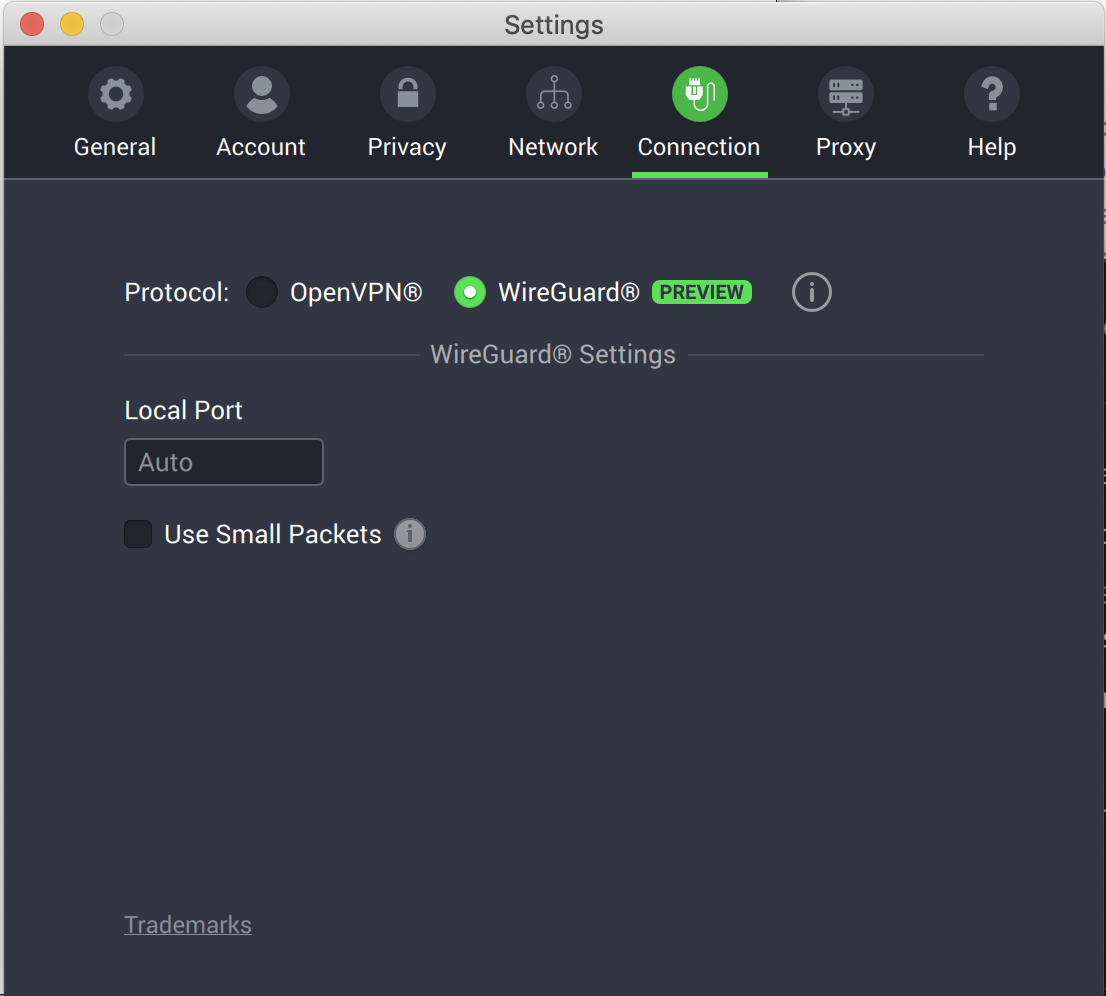 Settings
General Account Privacy Network Connection Proxy Help
Protocol: OpenVPN® WireGuard® PREVIEW
WireGuard® Settings
Local Port
Auto
Use Small Packets
Trademarks